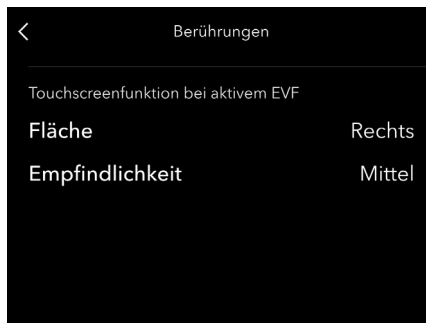 Berührungen
Touchscreenfunktion bei aktivem EVF
Fläche Rechts
Empfindlichkeit Mittel